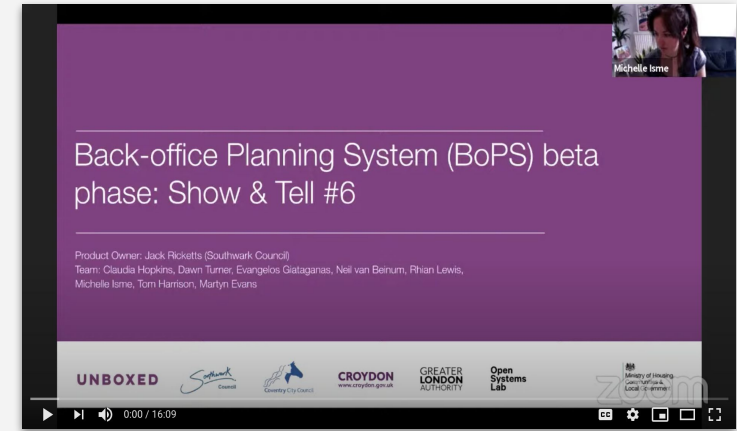 Michelle Isme
Back-office Planning System (BoPS) beta
phase: Show & Tell #6
Product Owner: Jack Ricketts (Southwark Council)
Team: Claudia Hopkins, Dawn Turner, Evangelos Giataganas, Neil van Beinum, Rhian Lewis,
Michelle Isme, Tom Harrison, Martyn Evans
UNBOXED
Southwark
Council
Coventry City Council
CROYDON
www.croydon.gov.uk
GREATER
LONDON
AUTHORITY
Open
Systems
Lab
Ministry of Housing,
Communities &
Local Government
zoom
0:00 / 16:09
CC